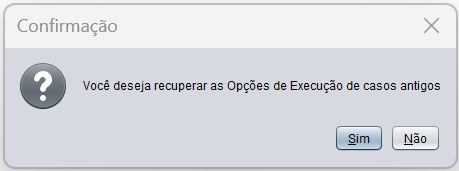 Confirmação
Você deseja recuperar as Opções de Execução de casos antigos
Sim Não